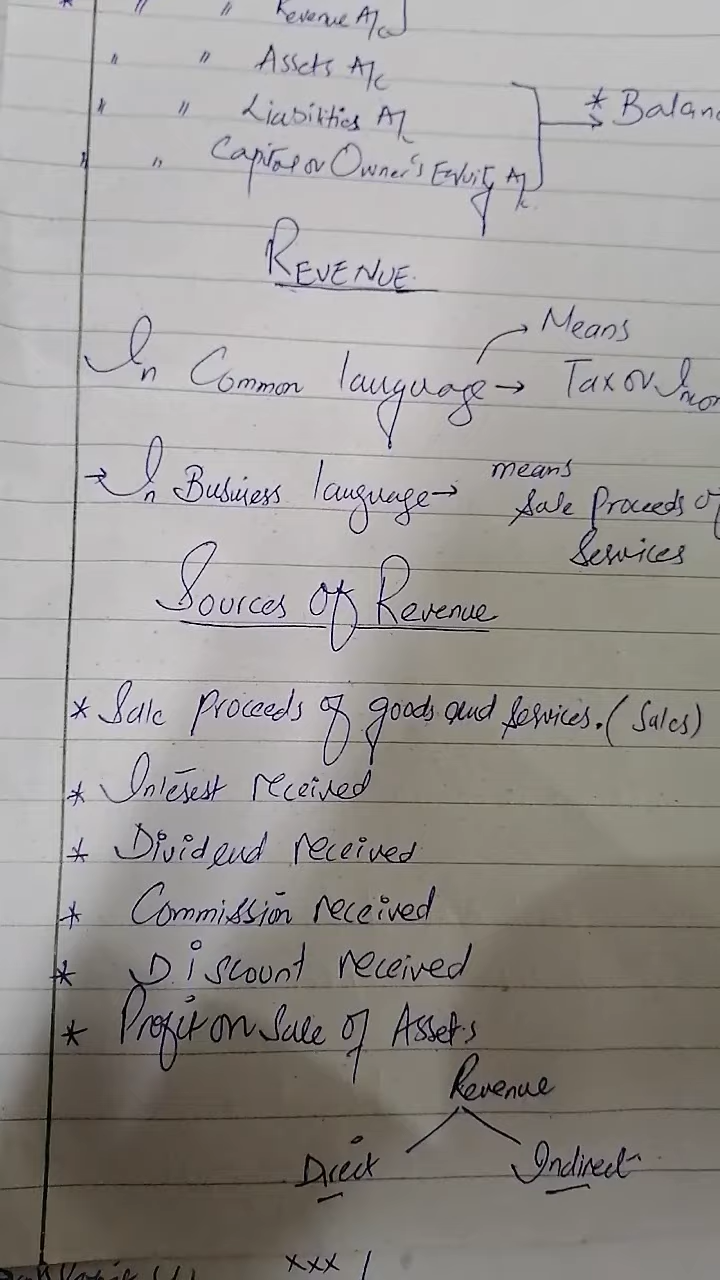 " " Revenue A/c
" " Assets A/c
" " Liabilities A/c
* Balan
" " Capital or Owner's Equity A/c.
REVENUE.
Means
In Common language → Tax or Incom
→ In Business language → means
Sale Proceeds of
Services
Sources Of Revenue
* Sale Proceeds of goods and services. (Sales)
* Interest received
* Dividend received
* Commission received
* Discount received
* Profit on Sale of Assets
Revenue
Direct Indirect
xxx /